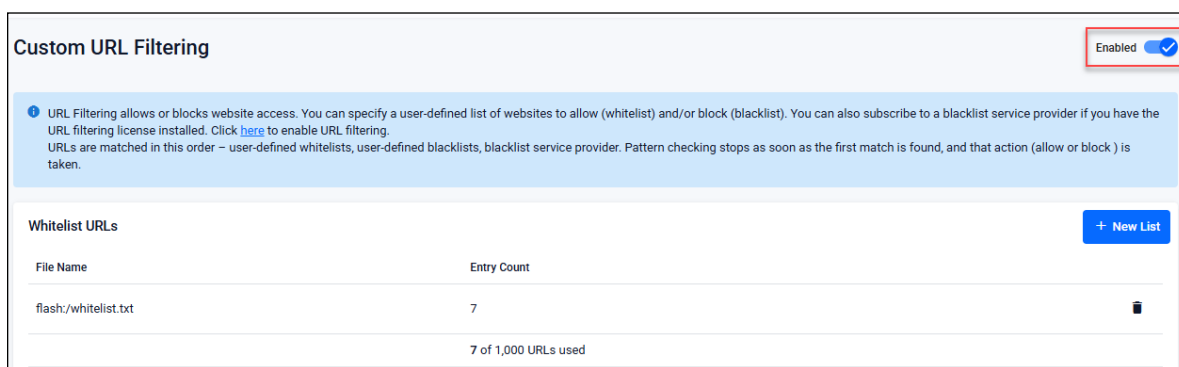 Custom URL Filtering
Enabled
URL Filtering allows or blocks website access. You can specify a user-defined list of websites to allow (whitelist) and/or block (blacklist). You can also subscribe to a blacklist service provider if you have the
URL filtering license installed. Click here to enable URL filtering.
URLs are matched in this order – user-defined whitelists, user-defined blacklists, blacklist service provider. Pattern checking stops as soon as the first match is found, and that action (allow or block ) is
taken.
Whitelist URLs
+ New List
File Name Entry Count
flash:/whitelist.txt 7
7 of 1,000 URLs used